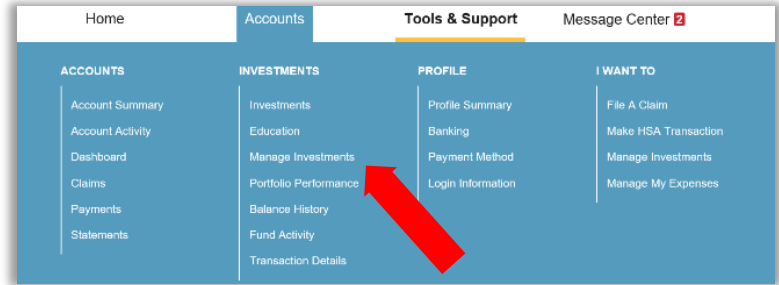 Home Accounts Tools & Support Message Center 2
ACCOUNTS
Account Summary
Account Activity
Dashboard
Claims
Payments
Statements
INVESTMENTS
Investments
Education
Manage Investments
Portfolio Performance
Balance History
Fund Activity
Transaction Details
PROFILE
Profile Summary
Banking
Payment Method
Login Information
I WANT TO
File A Claim
Make HSA Transaction
Manage Investments
Manage My Expenses